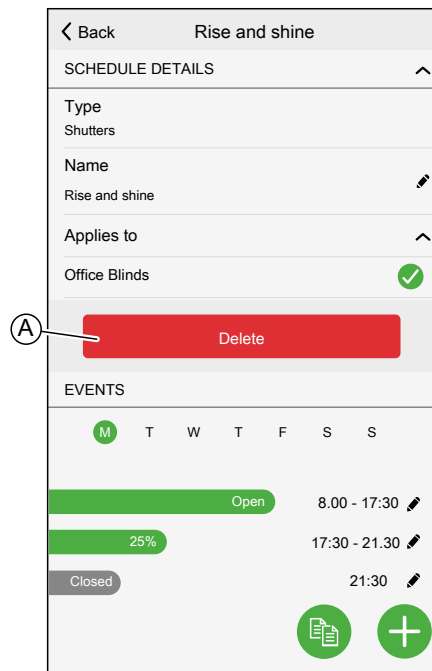 Back Rise and shine
SCHEDULE DETAILS
Type
Shutters
Name
Rise and shine
Applies to
Office Blinds
A
Delete
EVENTS
M T W T F S S
Open 8.00 - 17:30
25% 17:30 - 21.30
Closed 21:30